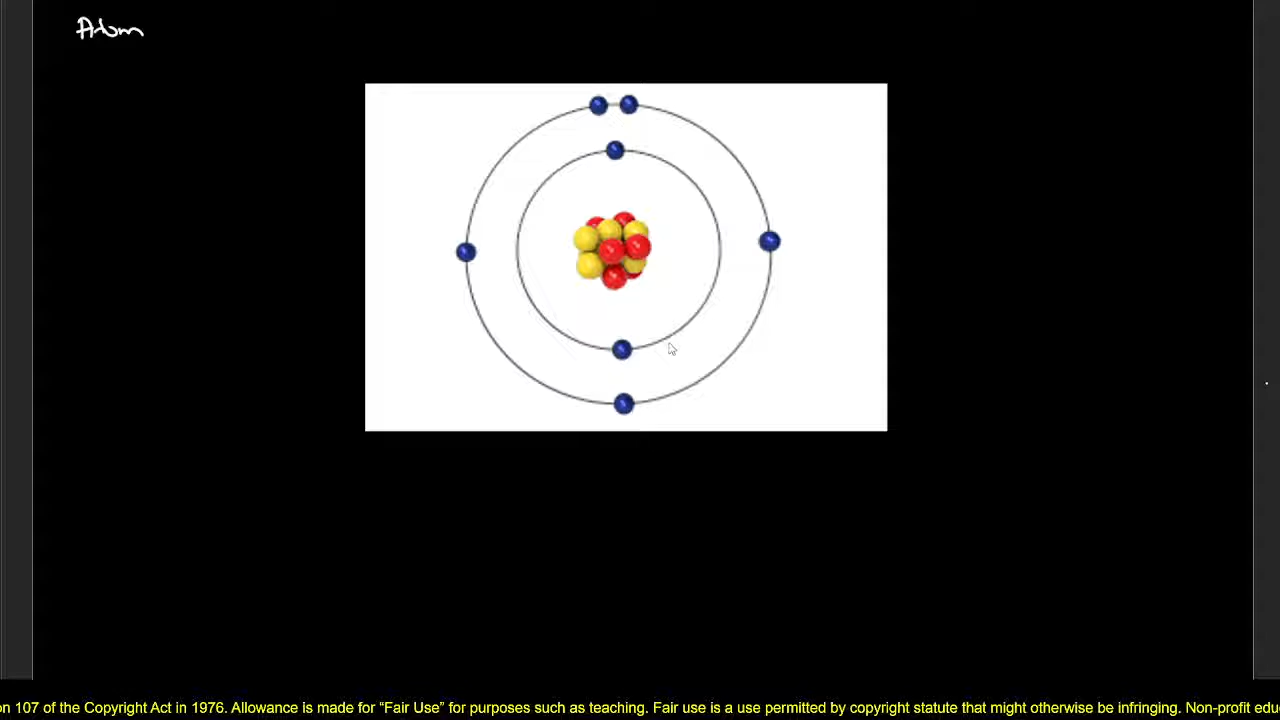 Atom
on 107 of the Copyright Act in 1976. Allowance is made for “Fair Use” for purposes such as teaching. Fair use is a use permitted by copyright statute that might otherwise be infringing. Non-profit edu